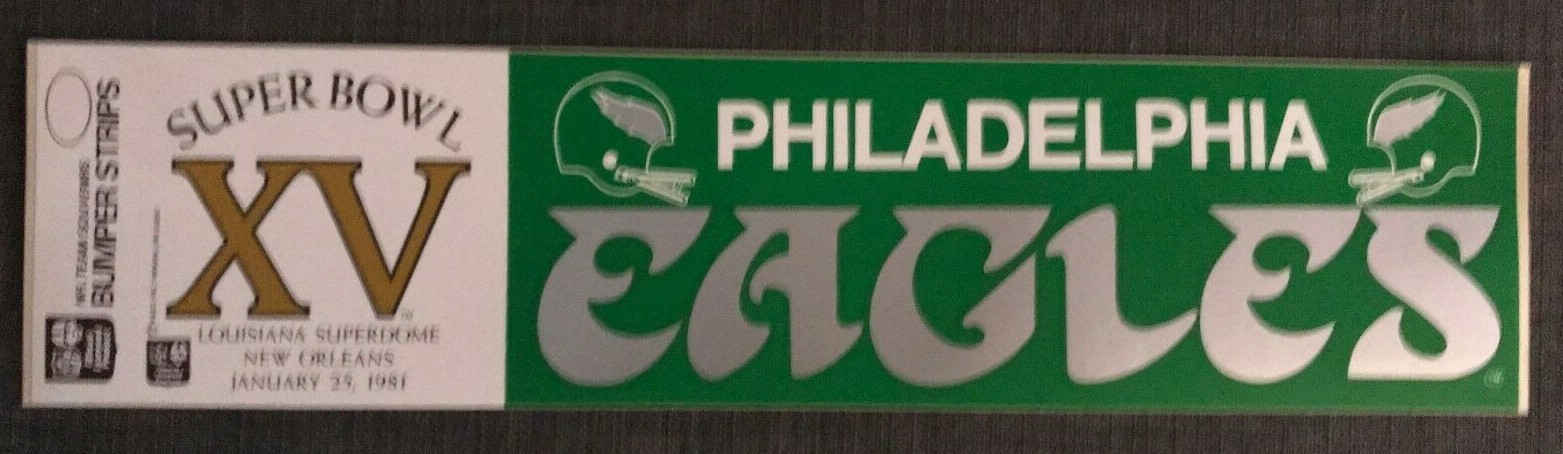 NFL TEAM SOUVENIRS
BUMPER STRIPS
SUPER BOWL
XV
LOUISIANA SUPERDOME
NEW ORLEANS
JANUARY 25, 1981
PHILADELPHIA
EAGLES